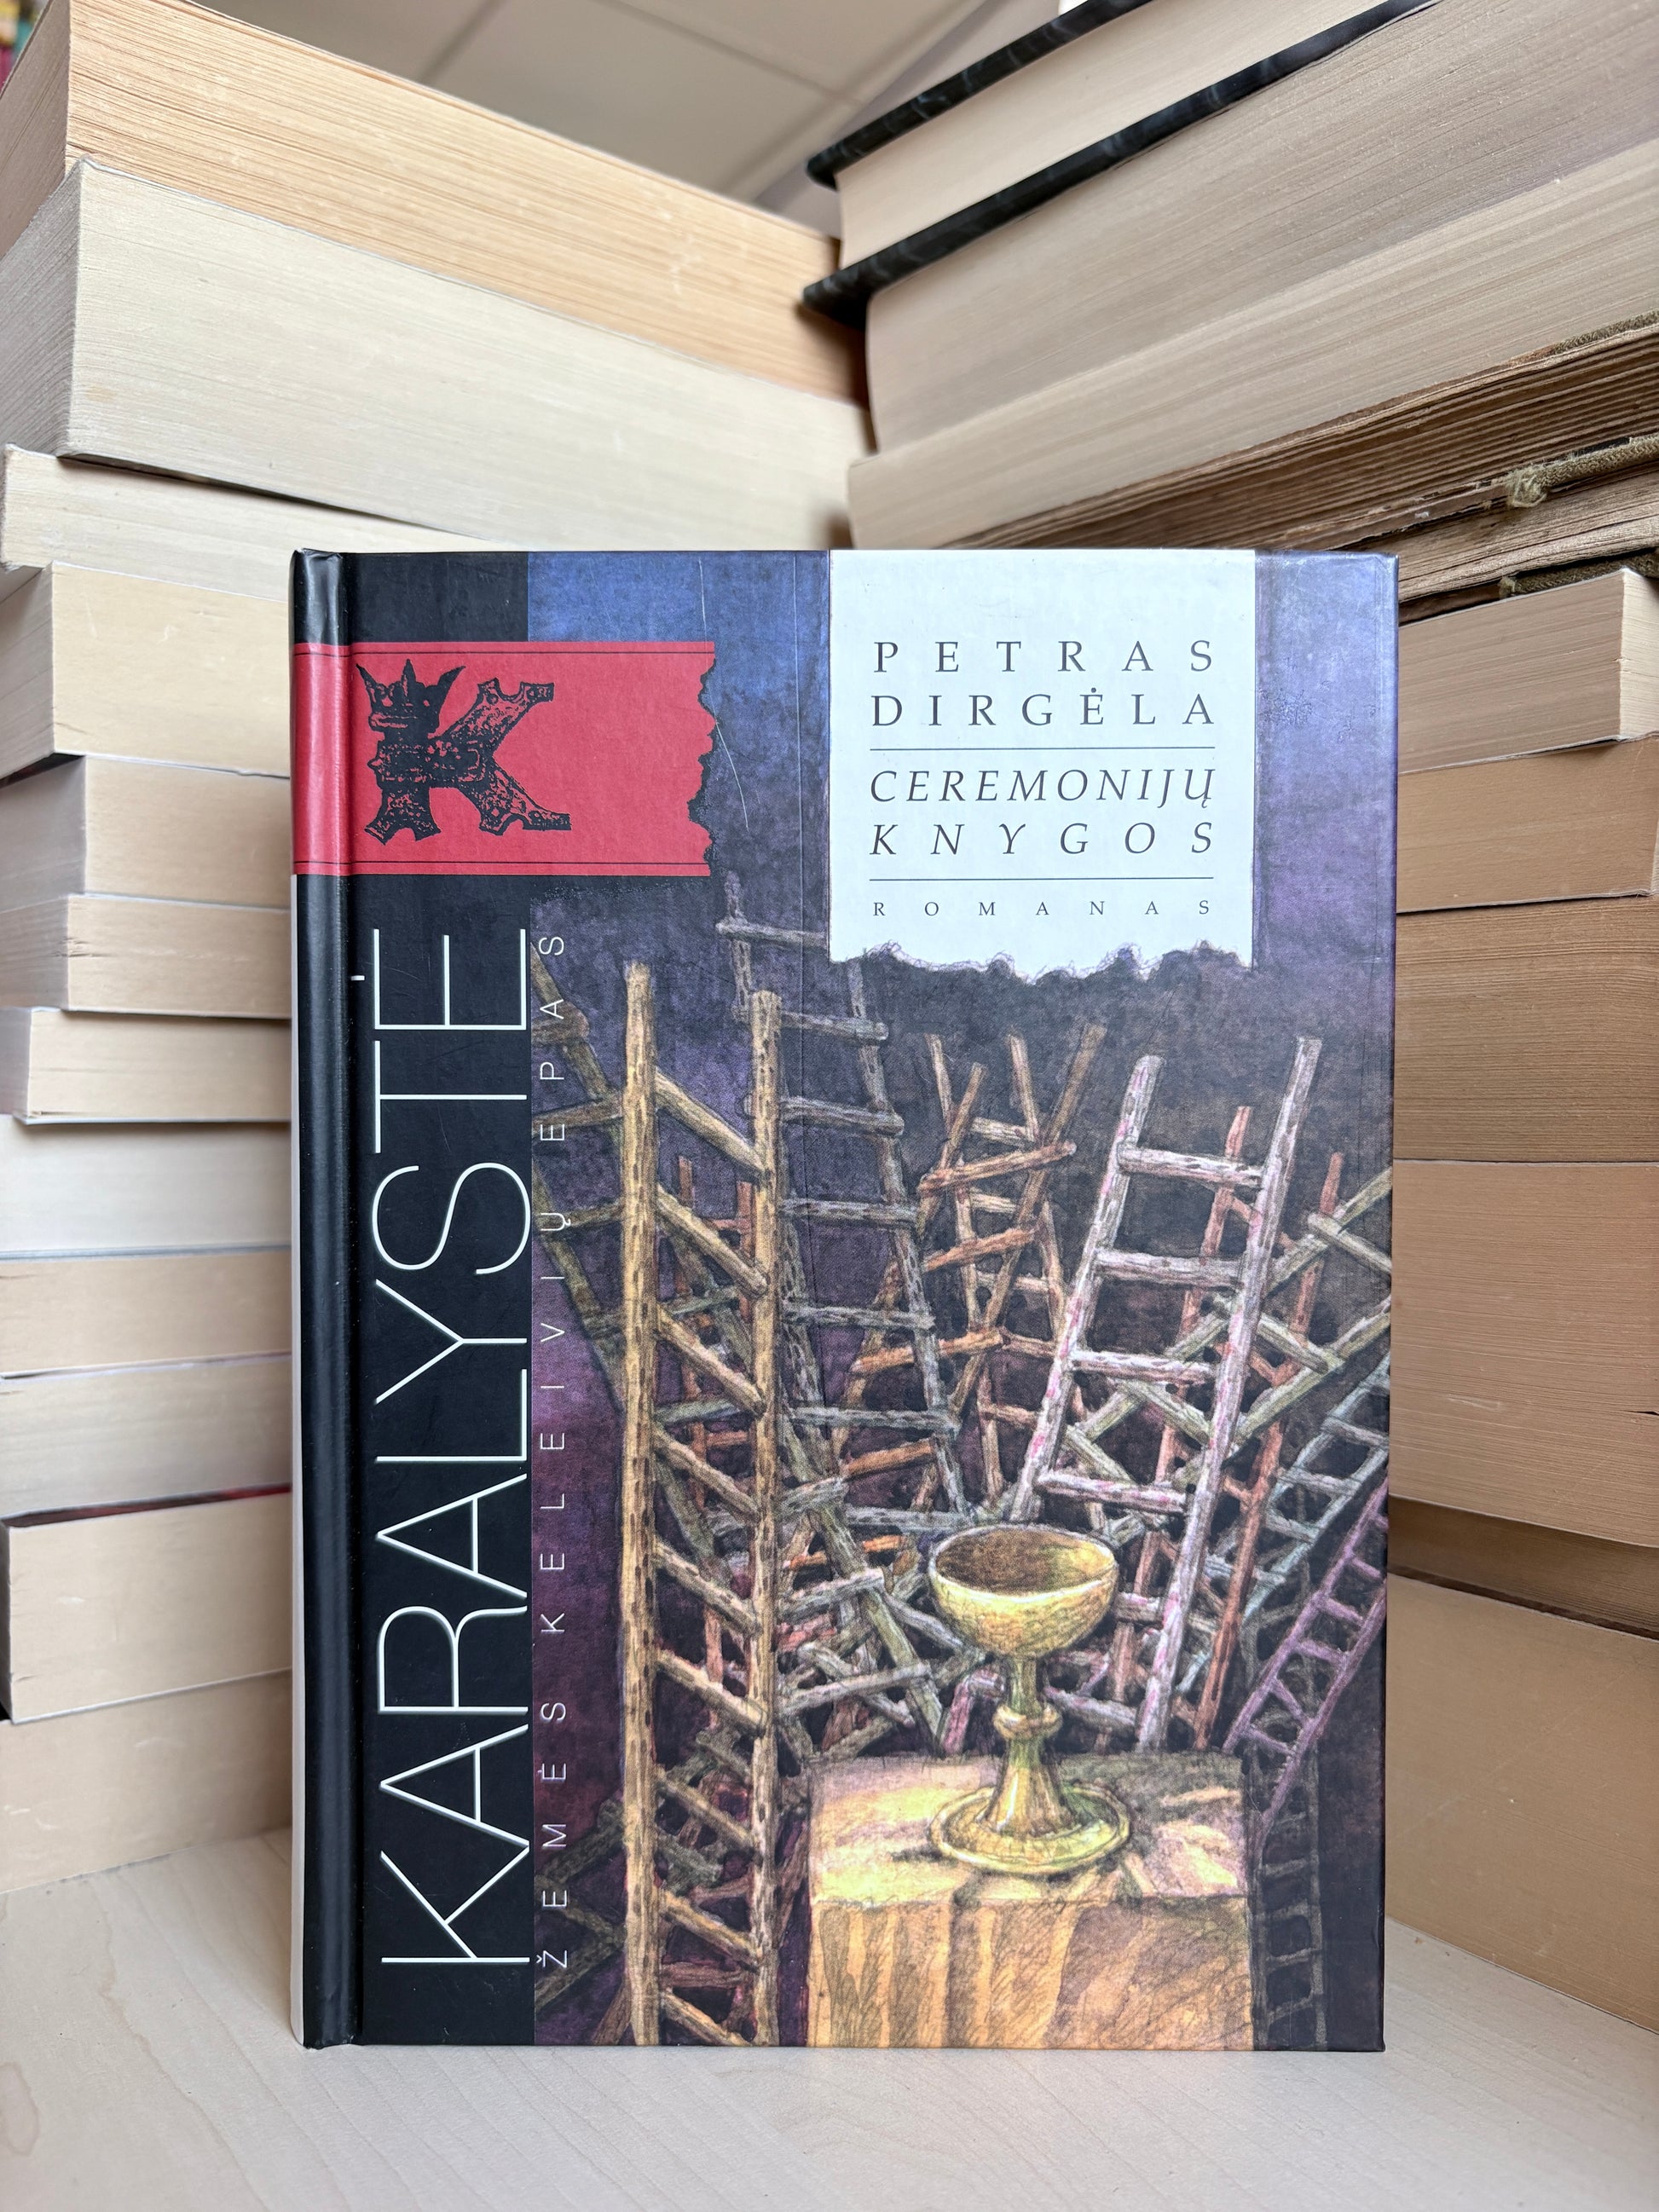 K
PETRAS
DIRGĖLA
CEREMONIJŲ
KNYGOS
ROMANAS
KARALYSTĖ
ŽEMĖS KELEIVIŲ EPAS